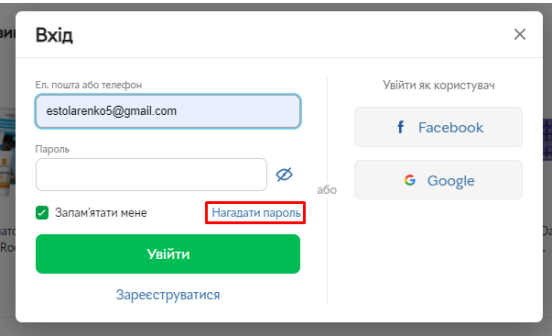 Вхід
Ел. пошта або телефон
estolarenko5@gmail.com
Пароль
Запам'ятати мене
Нагадати пароль
Увійти
Зареєструватися
або
Увійти як користувач
Facebook
Google